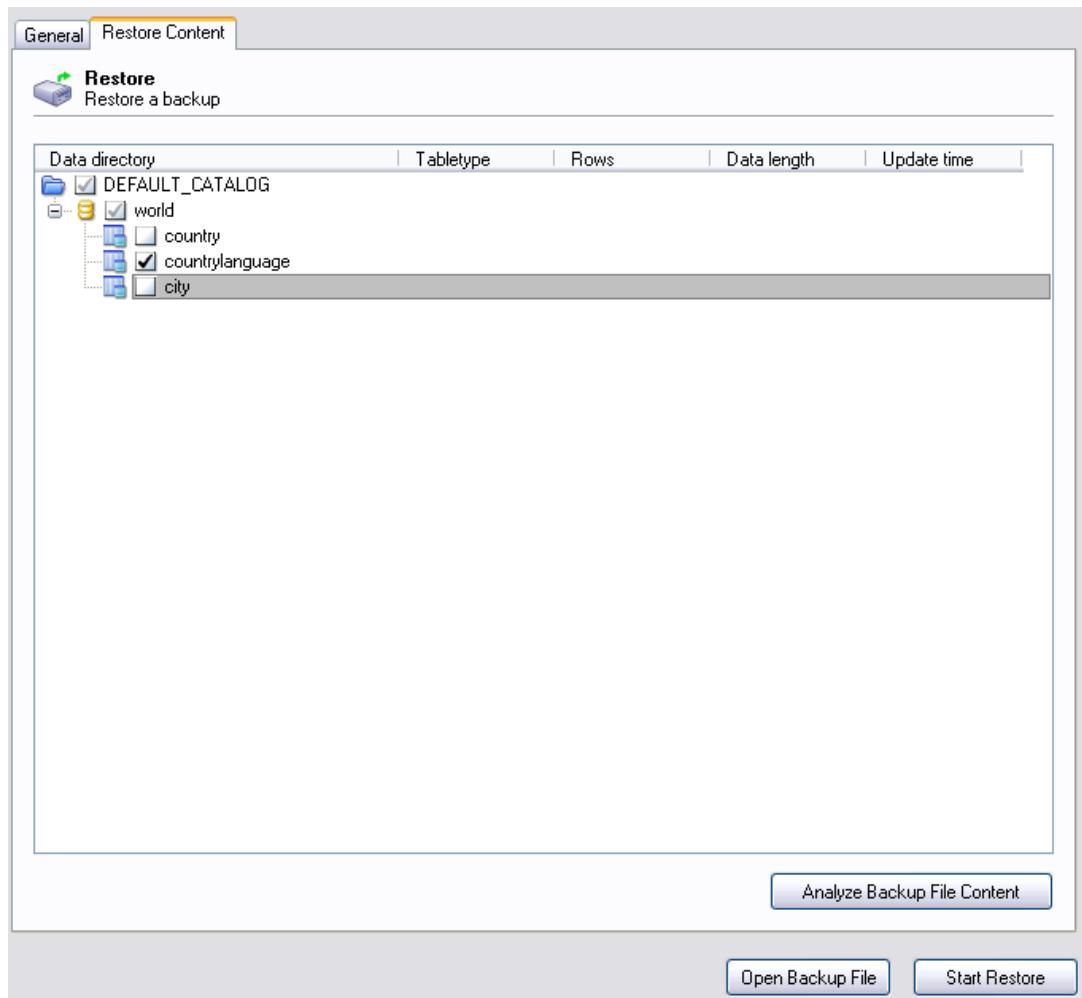 General Restore Content
Restore
Restore a backup
Data directory Tabletype Rows Data length Update time
DEFAULT_CATALOG
world
country
countrylanguage
city
Analyze Backup File Content
Open Backup File Start Restore